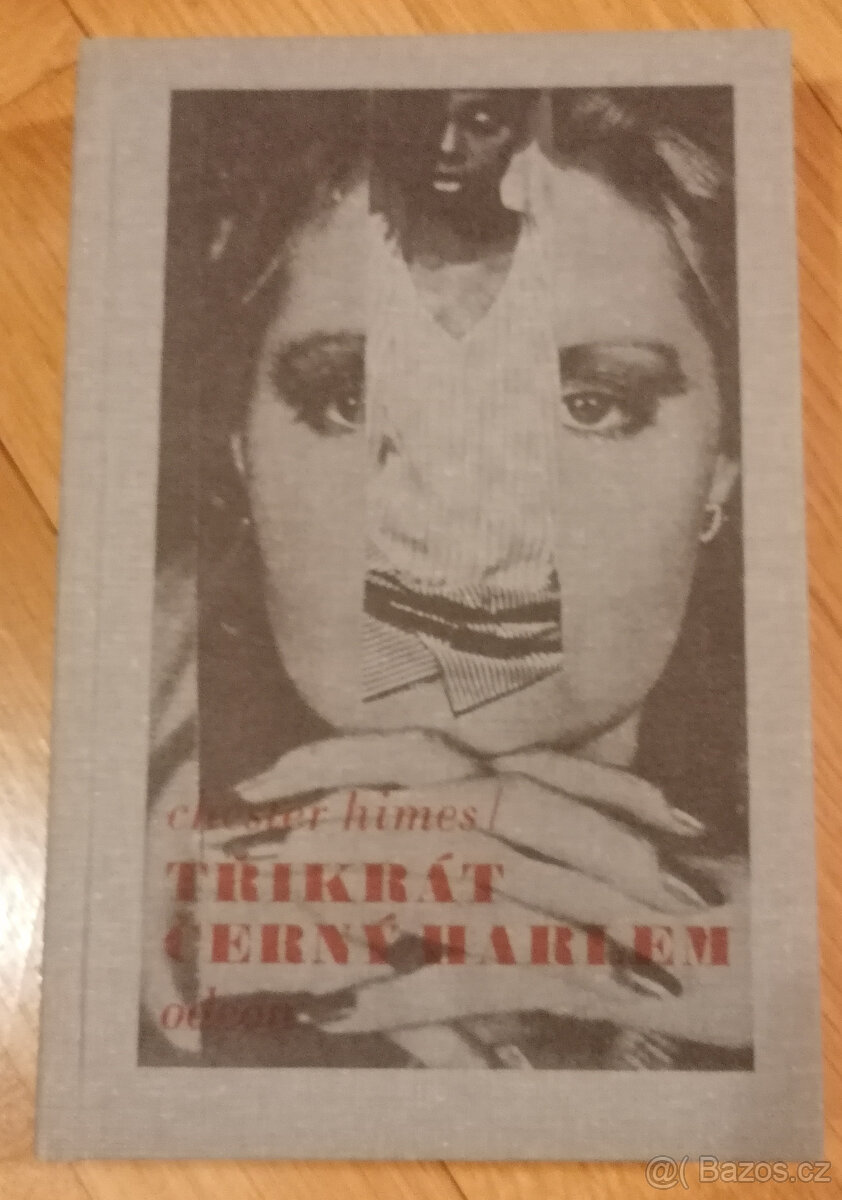 chester himes/
TŘIKRÁT
ČERNÝ HARLEM
odeon
@( Bazos.cz